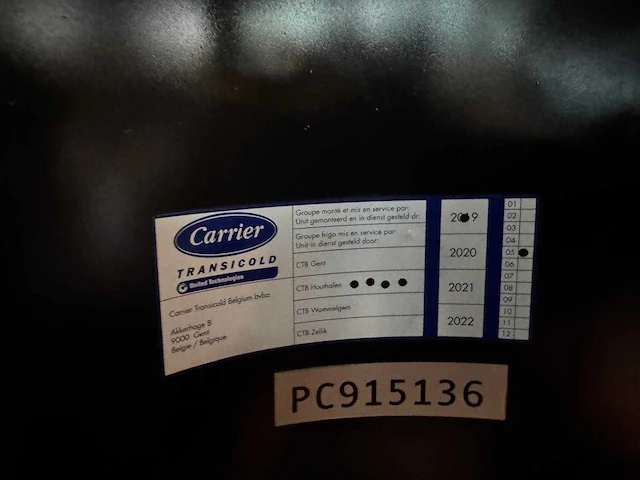 Carrier
TRANSICOLD
United Technologies
Carrier Transicold Belgium bvba
Akkerhage B
9000 Gent
Belgie / Belgique
Groupe monté et mis en service par:
Unit gemonteerd en in dienst gesteld dr:
Groupe frigo mis en service par:
Unit in dienst gesteld door:
CTB Gent
CTB Houthalen
CTB Wommelgem
CTB Zellik
2019
2020
2021
2022
01
02
03
04
05
06
07
08
09
10
11
12
PC915136